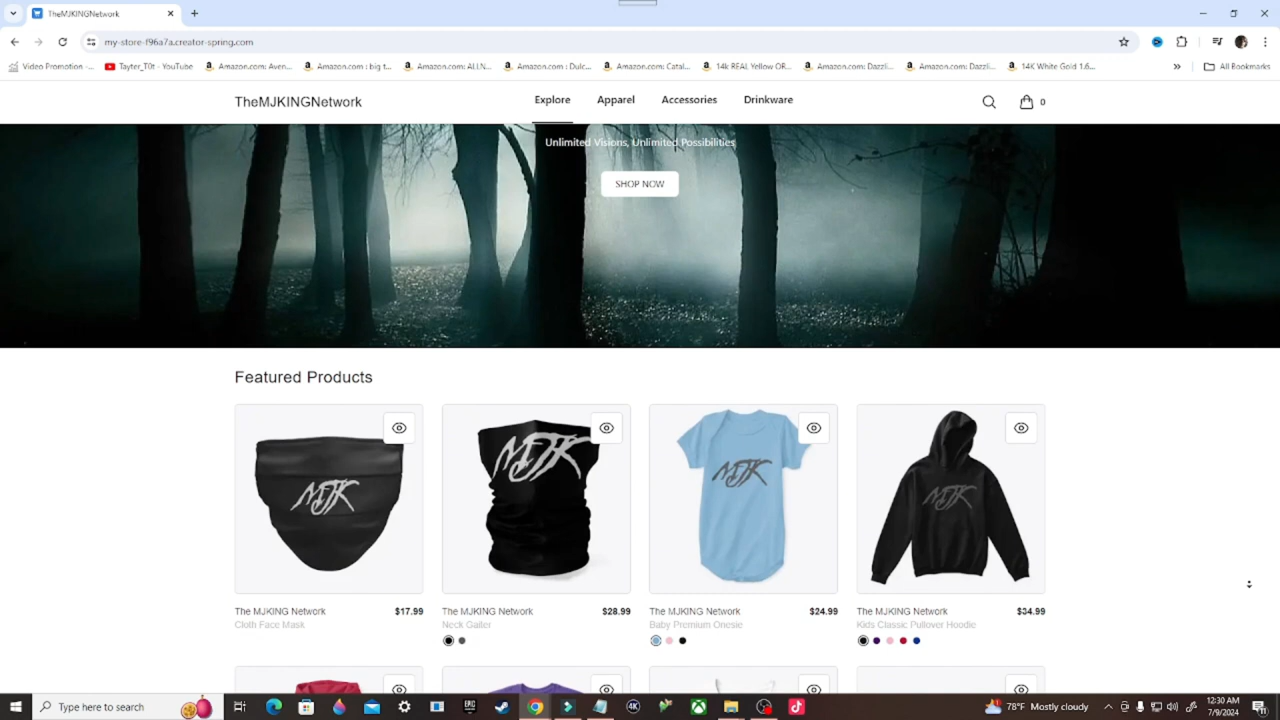 TheMJKINGNetwork
my-store-f96a7a.creator-spring.com
Video Promotion -...
Tayter_T0t - YouTube
Amazon.com: Aven...
Amazon.com : big t...
Amazon.com: ALLN...
Amazon.com : Dulc...
Amazon.com: Catal...
14k REAL Yellow OR...
Amazon.com: Dazzli...
Amazon.com: Dazzli...
14K White Gold 1.6...
»
All Bookmarks
TheMJKINGNetwork
Explore
Apparel
Accessories
Drinkware
0
Unlimited Visions, Unlimited Possibilities
SHOP NOW
Featured Products
MJK
MJK
MJK
MJK
The MJKING Network $17.99
Cloth Face Mask
The MJKING Network $28.99
Neck Gaiter
The MJKING Network $24.99
Baby Premium Onesie
The MJKING Network $34.99
Kids Classic Pullover Hoodie
Type here to search
EPIC
4K
78°F Mostly cloudy
12:30 AM
7/9/2024